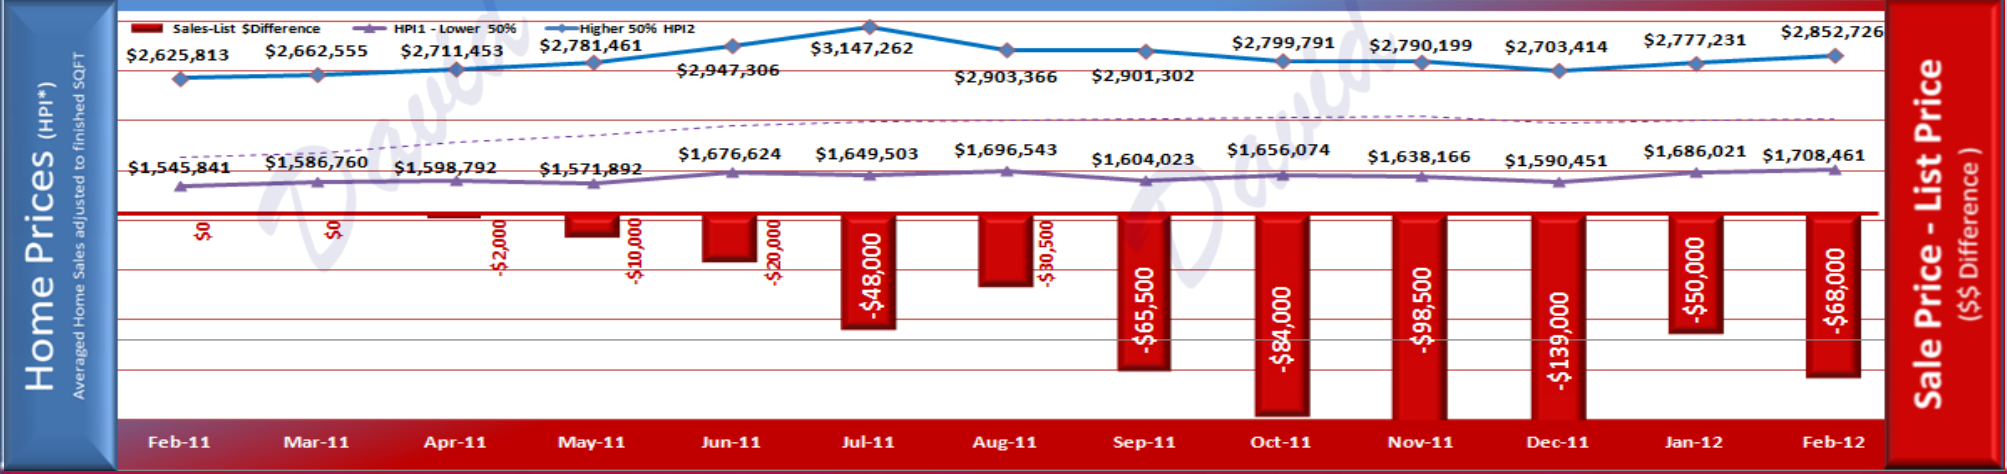 Home Prices (HPI*)
Averaged Home Sales adjusted to finished SQFT
Sales-List $Difference
HPI1 - Lower 50%
Higher 50% HPI2
$2,625,813
$2,662,555
$2,711,453
$2,781,461
$2,947,306
$3,147,262
$2,903,366
$2,901,302
$2,799,791
$2,790,199
$2,703,414
$2,777,231
$2,852,726
$1,545,841
$1,586,760
$1,598,792
$1,571,892
$1,676,624
$1,649,503
$1,696,543
$1,604,023
$1,656,074
$1,638,166
$1,590,451
$1,686,021
$1,708,461
$0
$0
-$2,000
-$10,000
-$20,000
-$48,000
-$30,500
-$65,500
-$84,000
-$98,500
-$139,000
-$50,000
-$68,000
Feb-11
Mar-11
Apr-11
May-11
Jun-11
Jul-11
Aug-11
Sep-11
Oct-11
Nov-11
Dec-11
Jan-12
Feb-12
Sale Price - List Price
($$ Difference )
David
David